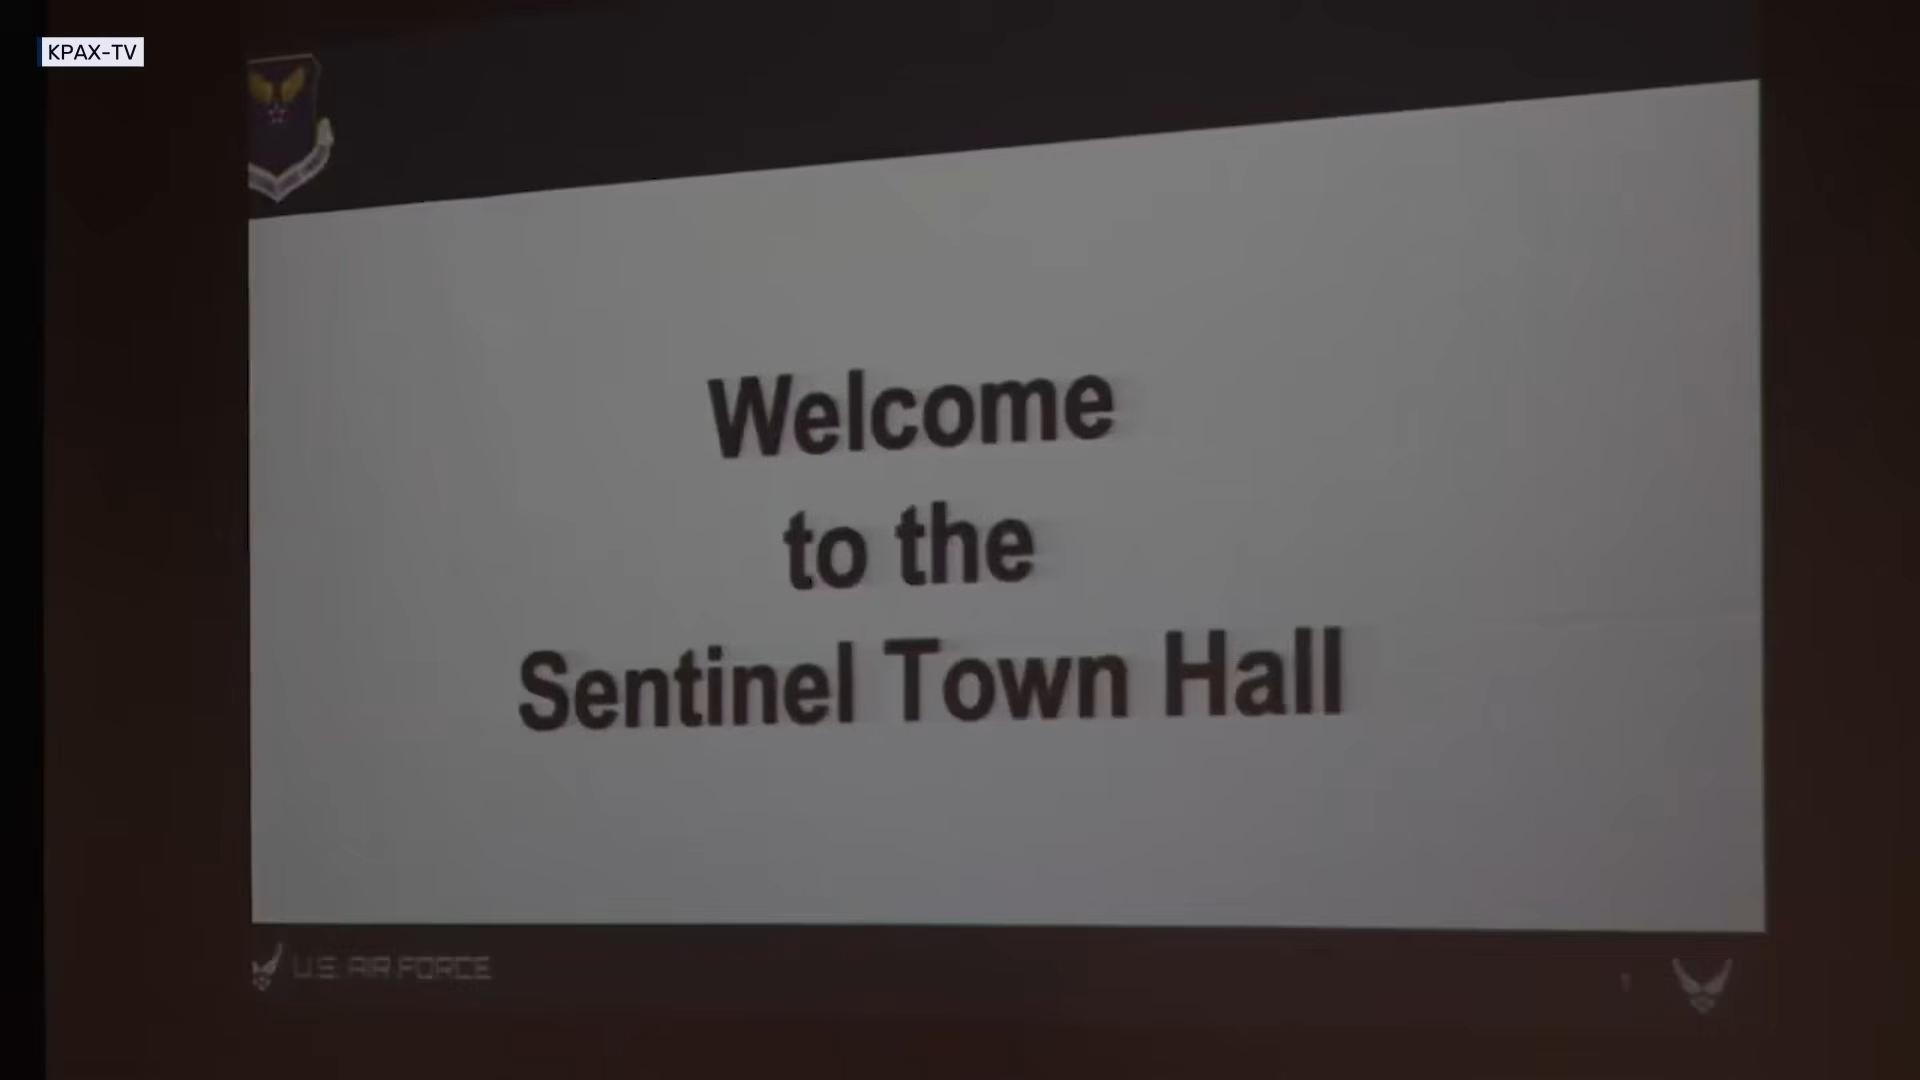 KPAX-TV
Welcome
to the
Sentinel Town Hall
U.S. AIR FORCE